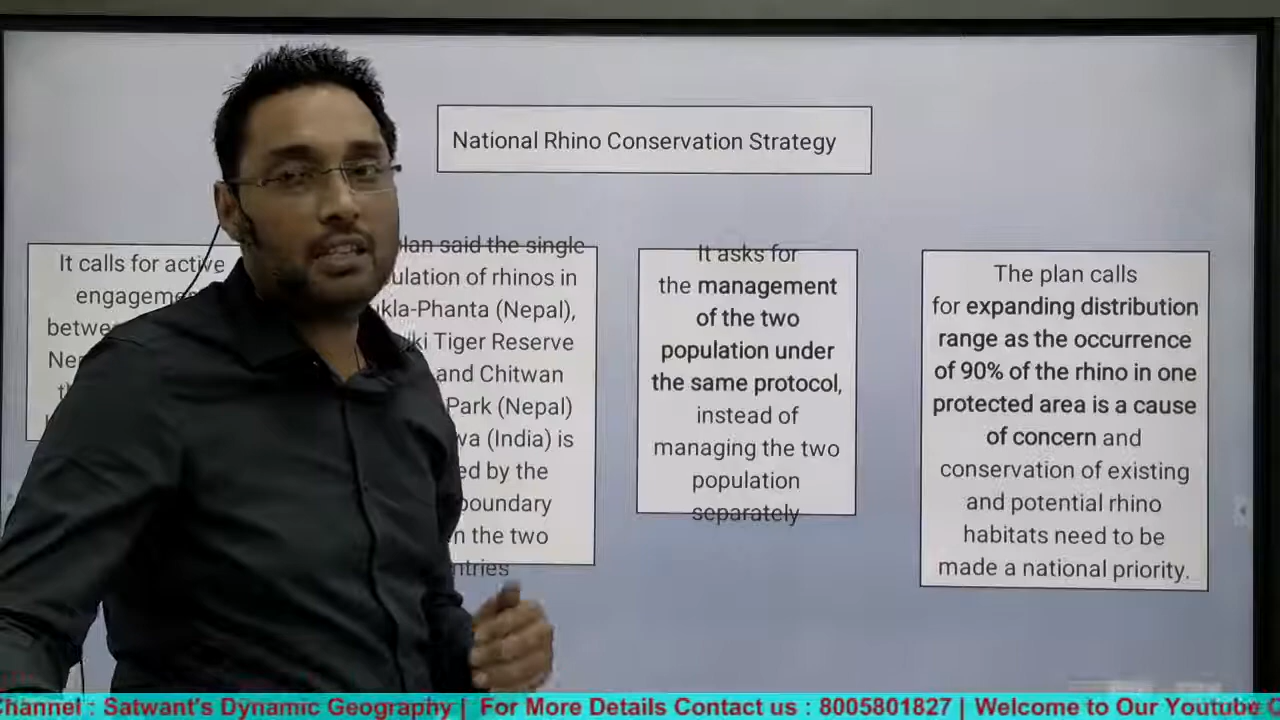 National Rhino Conservation Strategy
It calls for active
lan said the single
ulation of rhinos in
kla-Phanta (Nepal),
ki Tiger Reserve
and Chitwan
Park (Nepal)
wa (India) is
ed by the
boundary
n the two
ntries
It asks for
the management
of the two
population under
the same protocol,
instead of
managing the two
population
separately
The plan calls
for expanding distribution
range as the occurrence
of 90% of the rhino in one
protected area is a cause
of concern and
conservation of existing
and potential rhino
habitats need to be
made a national priority.
Channel : Satwant's Dynamic Geography | For More Details Contact us : 8005801827 | Welcome to Our Youtube